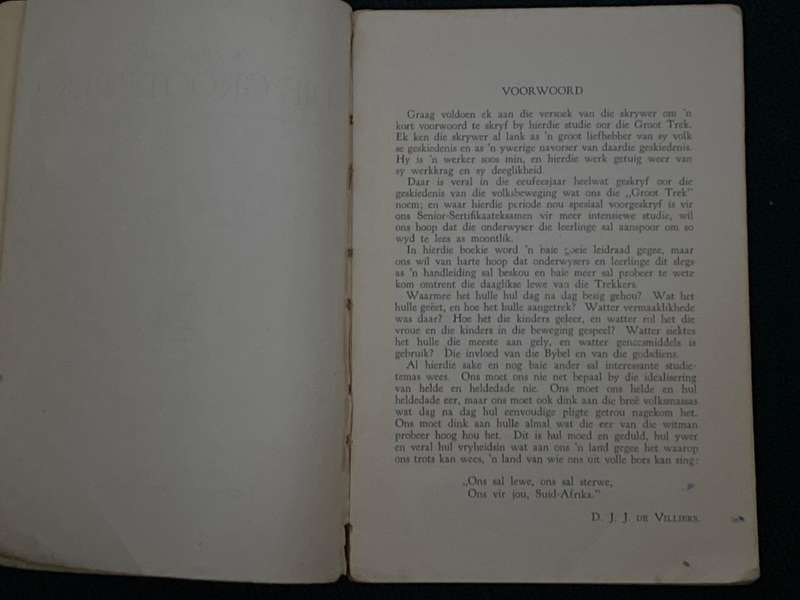 VOORWOORD
Graag voldoen ek aan die versoek van die skrywer om 'n
kort voorwoord te skryf by hierdie studie oor die Groot Trek.
Ek ken die skrywer al lank as 'n groot liefhebber van sy volk
se geskiedenis en as 'n ywerige navorser van daardie geskiedenis.
Hy is 'n werker soos min, en hierdie werk getuig weer van
sy werkkrag en sy deeglikheid.
Daar is veral in die eeufeesjaar heelwat geskryf oor die
geskiedenis van die volksbeweging wat ons die „Groot Trek”
noem; en waar hierdie periode nou spesiaal voorgeskryf is vir
ons Senior-Sertifikaateksamen vir meer intensiewe studie, wil
ons hoop dat die onderwyser die leerlinge sal aanspoor om so
wyd te lees as moontlik.
In hierdie boekie word 'n baie goeie leidraad gegee, maar
ons wil van harte hoop dat onderwysers en leerlinge dit slegs
as 'n handleiding sal beskou en baie meer sal probeer te wete
kom omtrent die daaglikse lewe van die Trekkers.
Waarmee het hulle hul dag na dag besig gehou? Wat het
hulle geëet, en hoe het hulle aangetrek? Watter vermaaklikhede
was daar? Hoe het die kinders geleer, en watter rol het die
vroue en die kinders in die beweging gespeel? Watter siektes
het hulle die meeste aan gely, en watter geneesmiddels is
gebruik? Die invloed van die Bybel en van die godsdiens.
Al hierdie sake en nog baie ander sal interessante studie-
temas wees. Ons moet ons nie net bepaal by die idealisering
van helde en heldedade nie. Ons moet ons helde en hul
heldedade eer, maar ons moet ook dink aan die breë volksmassas
wat dag na dag hul eenvoudige pligte getrou nagekom het.
Ons moet dink aan hulle almal wat die eer van die witman
probeer hoog hou het. Dit is hul moed en geduld, hul ywer
en veral hul vryheidsin wat aan ons 'n land gegee het waarop
ons trots kan wees, 'n land van wie ons uit volle bors kan sing:
„Ons sal lewe, ons sal sterwe,
Ons vir jou, Suid-Afrika.”
D. J. J. DE VILLIERS.